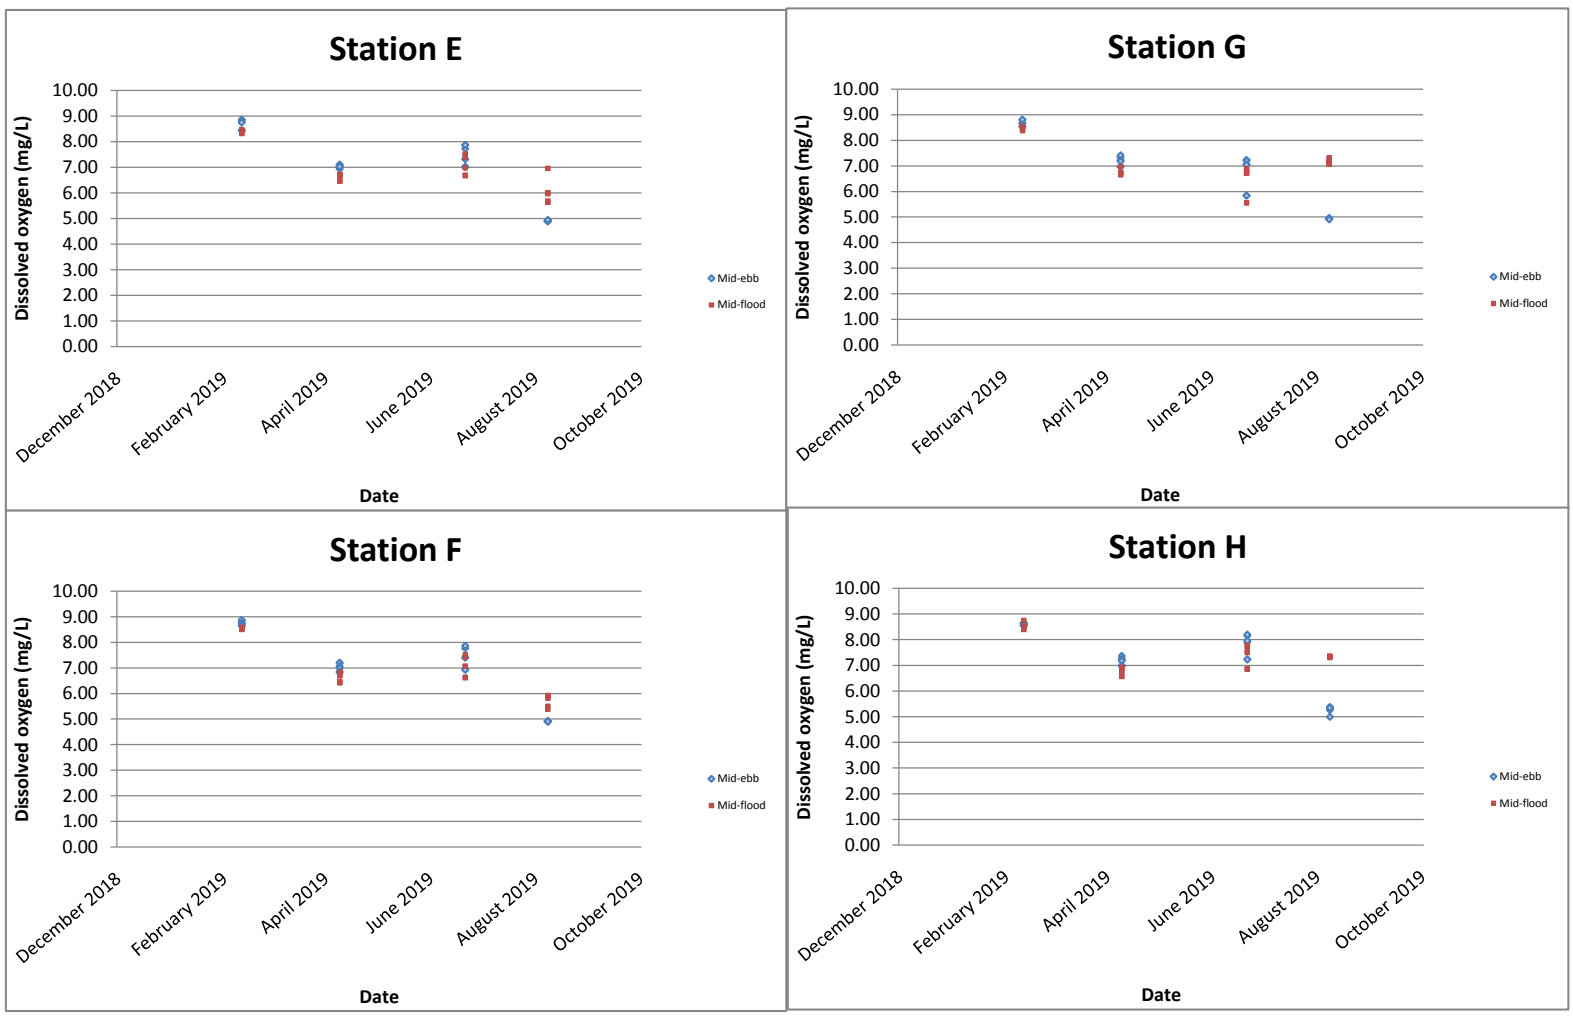 Station E
Dissolved oxygen (mg/L)
10.00
9.00
8.00
7.00
6.00
5.00
4.00
3.00
2.00
1.00
0.00
December 2018
February 2019
April 2019
June 2019
August 2019
October 2019
Date
Mid-ebb
Mid-flood
Station G
Dissolved oxygen (mg/L)
10.00
9.00
8.00
7.00
6.00
5.00
4.00
3.00
2.00
1.00
0.00
December 2018
February 2019
April 2019
June 2019
August 2019
October 2019
Date
Mid-ebb
Mid-flood
Station F
Dissolved oxygen (mg/L)
10.00
9.00
8.00
7.00
6.00
5.00
4.00
3.00
2.00
1.00
0.00
December 2018
February 2019
April 2019
June 2019
August 2019
October 2019
Date
Mid-ebb
Mid-flood
Station H
Dissolved oxygen (mg/L)
10.00
9.00
8.00
7.00
6.00
5.00
4.00
3.00
2.00
1.00
0.00
December 2018
February 2019
April 2019
June 2019
August 2019
October 2019
Date
Mid-ebb
Mid-flood